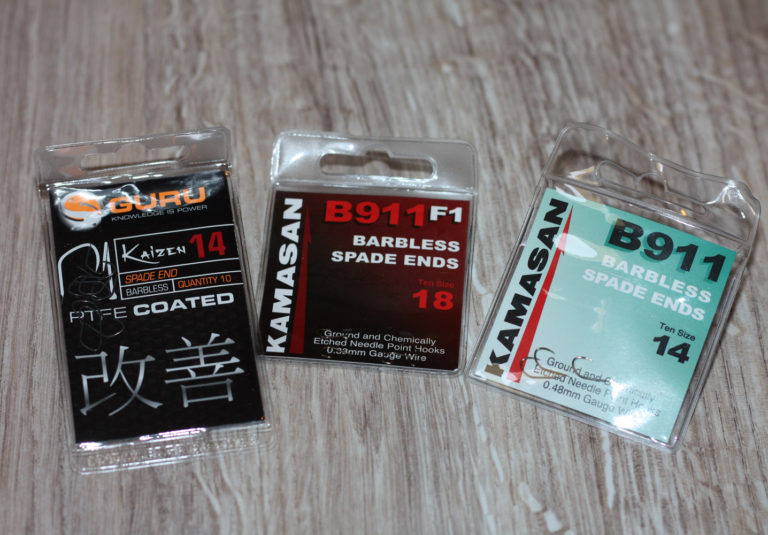 GURU
KNOWLEDGE IS POWER
KAIZEN 14
SPADE END
BARBLESS QUANTITY 10
PTFE COATED
改善
KAMASAN
B911 F1
BARBLESS
SPADE ENDS
Ten Size
18
Ground and Chemically
Etched Needle Point Hooks
0.33mm Gauge Wire
KAMASAN
B911
BARBLESS
SPADE ENDS
Ten Size
14
Ground and Chemically
Etched Needle Point Hooks
0.48mm Gauge Wire